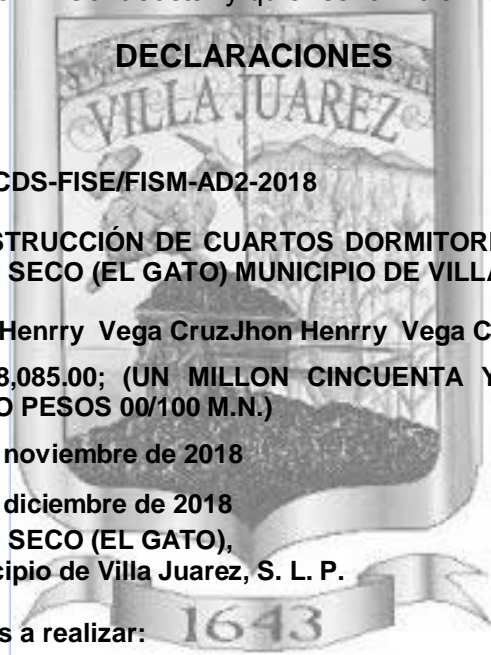 DECLARACIONES
VILLA JUAREZ
CDS-FISE/FISM-AD2-2018
STRUCCIÓN DE CUARTOS DORMITORI
SECO (EL GATO) MUNICIPIO DE VILLA
Henrry Vega CruzJhon Henrry Vega C
8,085.00; (UN MILLON CINCUENTA Y
O PESOS 00/100 M.N.)
noviembre de 2018
diciembre de 2018
SECO (EL GATO),
cipio de Villa Juarez, S. L. P.
1643
s a realizar: